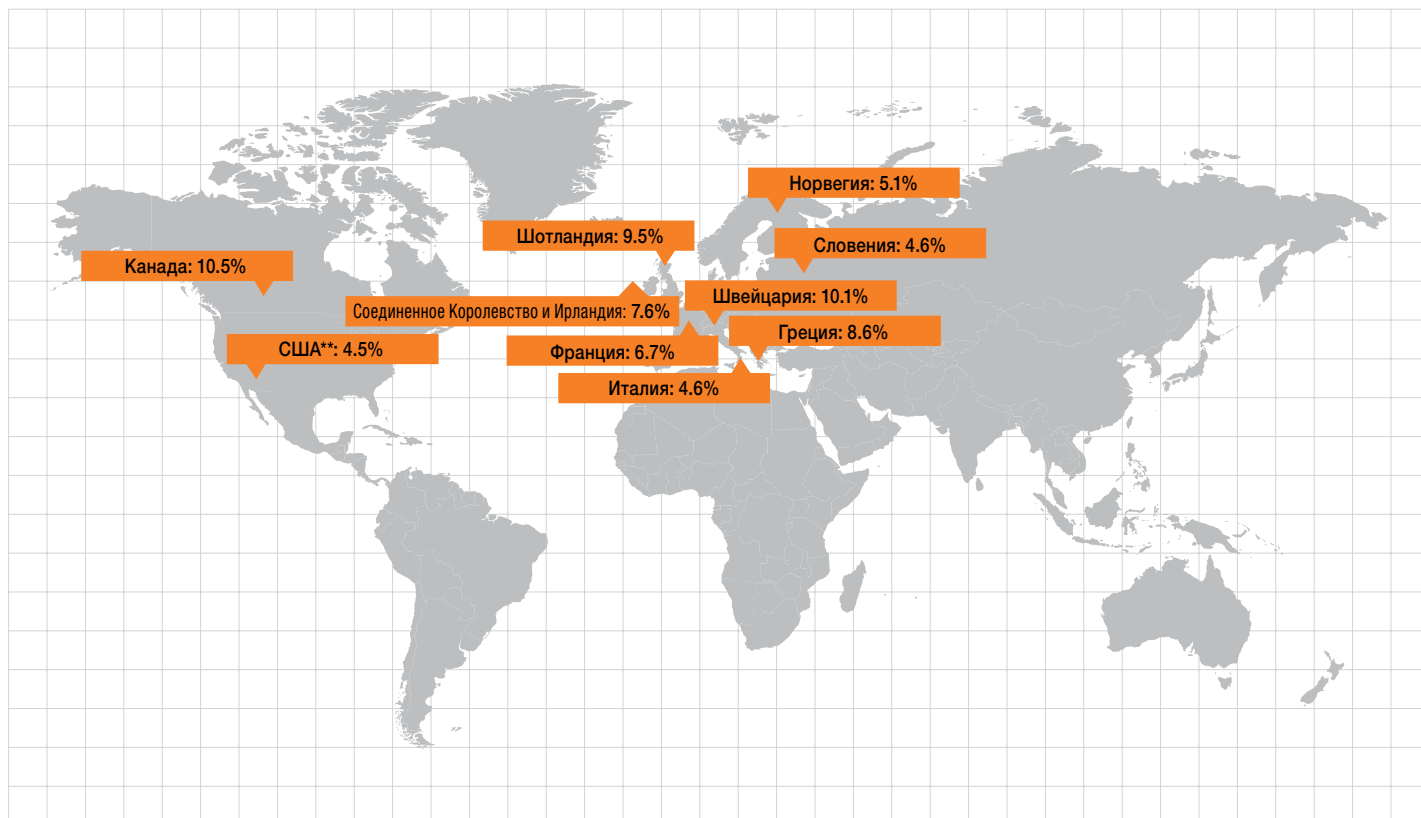 Норвегия: 5.1%
Шотландия: 9.5%
Словения: 4.6%
Канада: 10.5%
Швейцария: 10.1%
Соединенное Королевство и Ирландия: 7.6%
Греция: 8.6%
США**: 4.5%
Франция: 6.7%
Италия: 4.6%